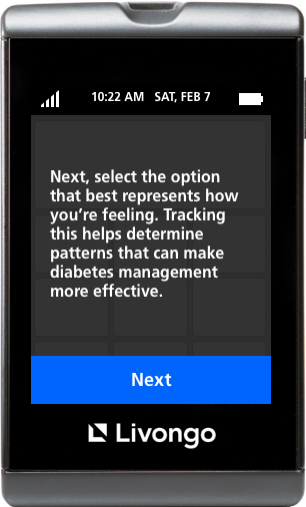 10:22 AM SAT, FEB 7
Next, select the option
that best represents how
you’re feeling. Tracking
this helps determine
patterns that can make
diabetes management
more effective.
Next
Livongo